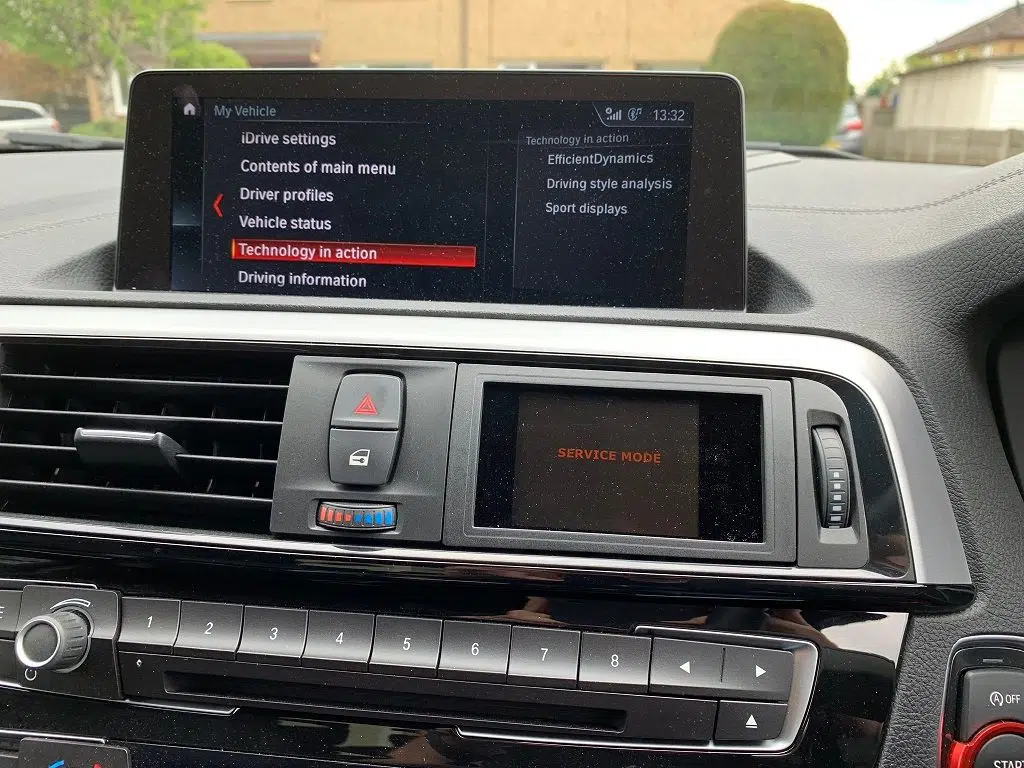 My Vehicle
13:32
iDrive settings
Contents of main menu
Driver profiles
Vehicle status
Technology in action
Driving information
Technology in action
EfficientDynamics
Driving style analysis
Sport displays
SERVICE MODE
1 2 3 4 5 6 7 8
A OFF
START